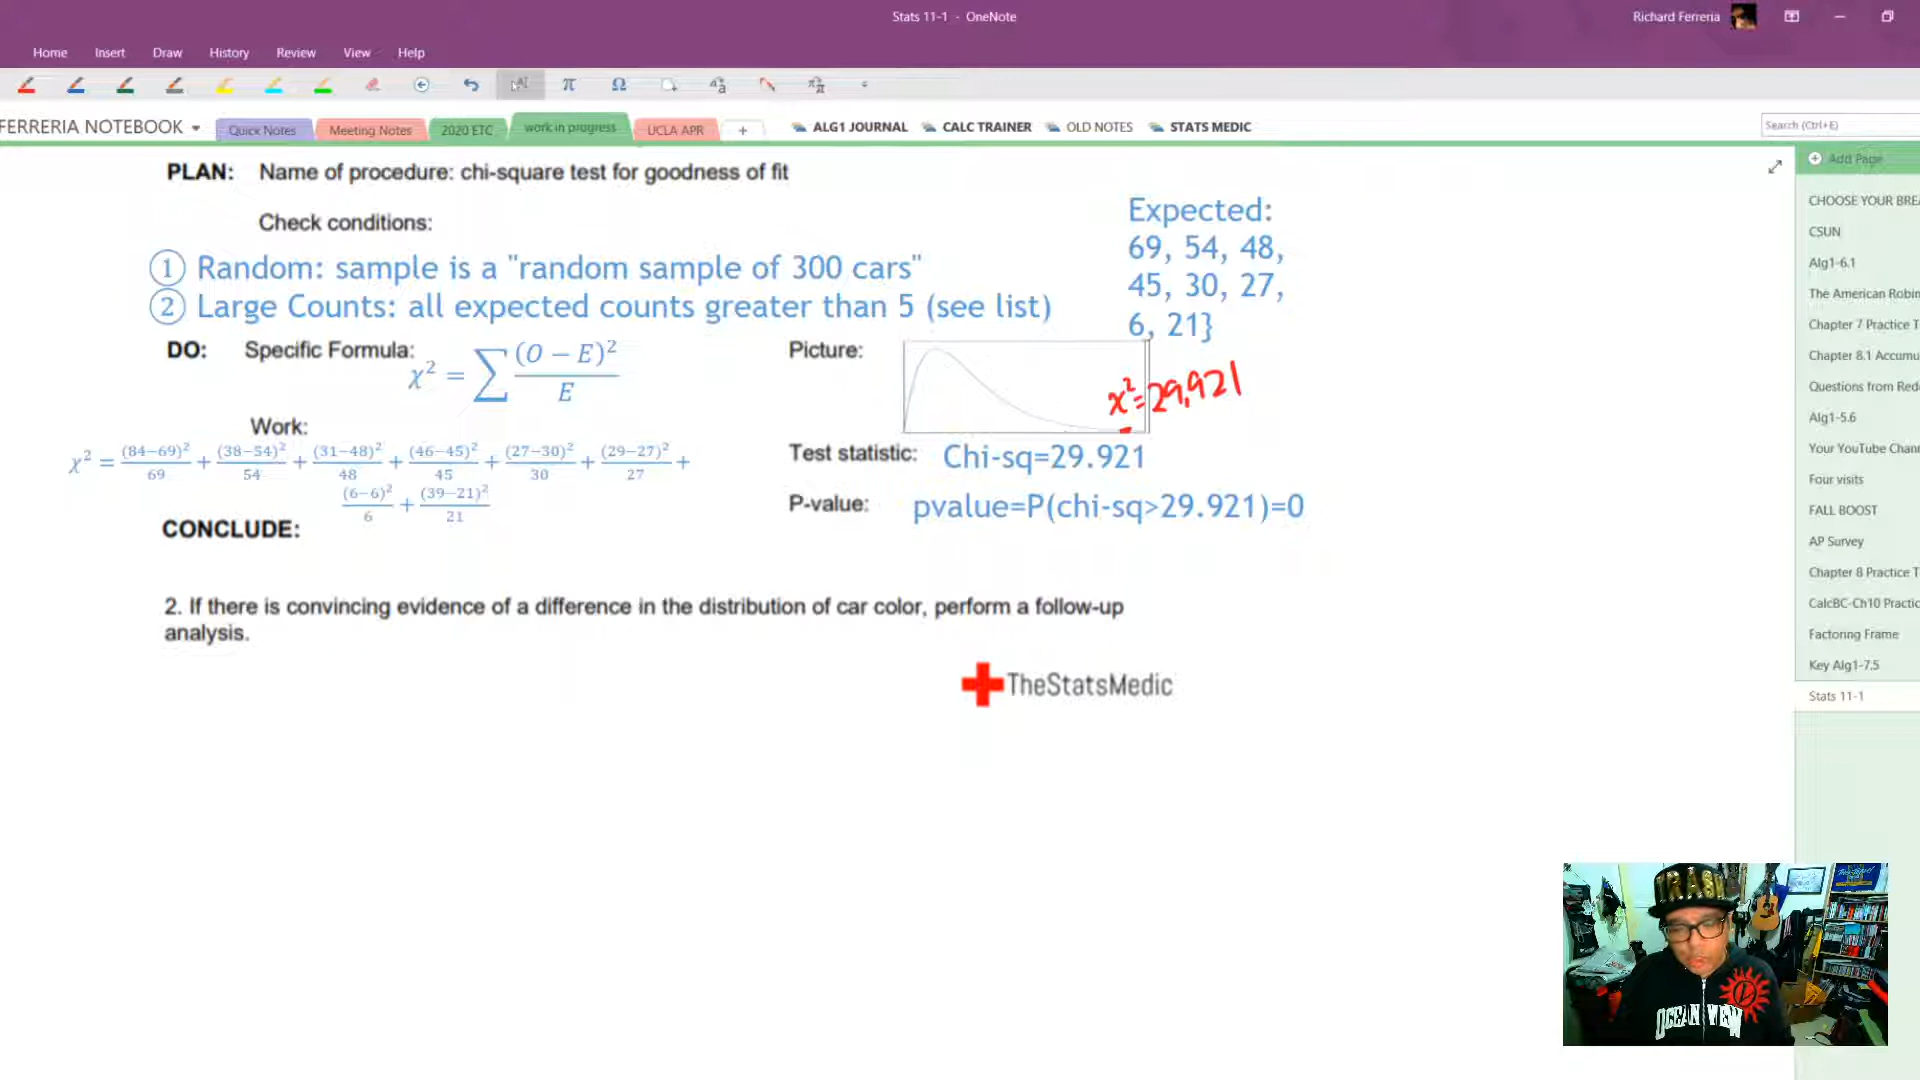 Stats 11-1 - OneNote
Richard Ferreria
Home Insert Draw History Review View Help
FERRERIA NOTEBOOK
Quick Notes
Meeting Notes
2020 ETC
work in progress
UCLA APR
+
ALG1 JOURNAL
CALC TRAINER
OLD NOTES
STATS MEDIC
Search (Ctrl+E)
PLAN: Name of procedure: chi-square test for goodness of fit
Check conditions:
① Random: sample is a "random sample of 300 cars"
② Large Counts: all expected counts greater than 5 (see list)
Expected:
69, 54, 48,
45, 30, 27,
6, 21}
DO: Specific Formula:
χ² = ∑ (O − E)² / E
Work:
χ² = (84−69)²/69 + (38−54)²/54 + (31−48)²/48 + (46−45)²/45 + (27−30)²/30 + (29−27)²/27 +
(6−6)²/6 + (39−21)²/21
Picture:
x²=29.921
Test statistic: Chi-sq=29.921
P-value: pvalue=P(chi-sq>29.921)=0
CONCLUDE:
2. If there is convincing evidence of a difference in the distribution of car color, perform a follow-up
analysis.
TheStatsMedic
Add Page
CHOOSE YOUR BREA
CSUN
Alg1-6.1
The American Robin
Chapter 7 Practice T
Chapter 8.1 Accumu
Questions from Red
Alg1-5.6
Your YouTube Chan
Four visits
FALL BOOST
AP Survey
Chapter 8 Practice T
CalcBC-Ch10 Practic
Factoring Frame
Key Alg1-7.5
Stats 11-1
TRASH
OCEAN VIEW